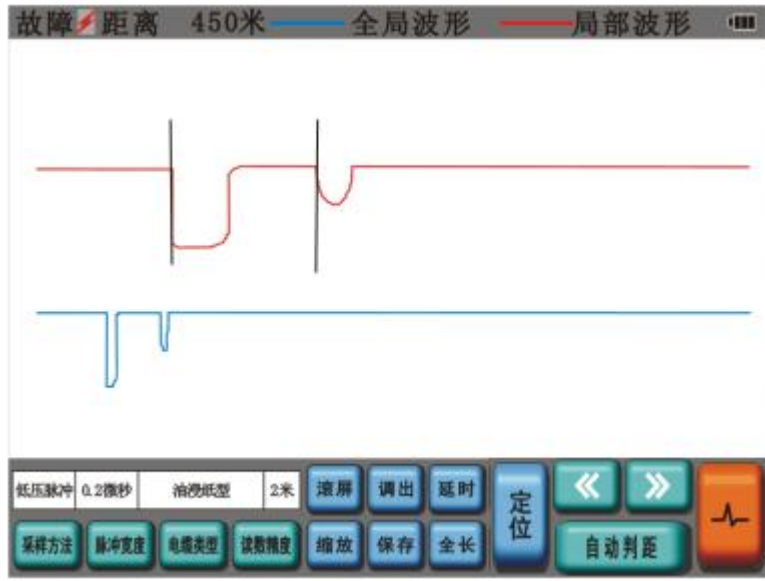 故障距离 450米 全局波形 局部波形
低压脉冲 0.2微秒 油浸纸型 2米 滚屏 调出 延时
定位
采样方法 脉冲宽度 电缆类型 读数精度 缩放 保存 全长 自动判距